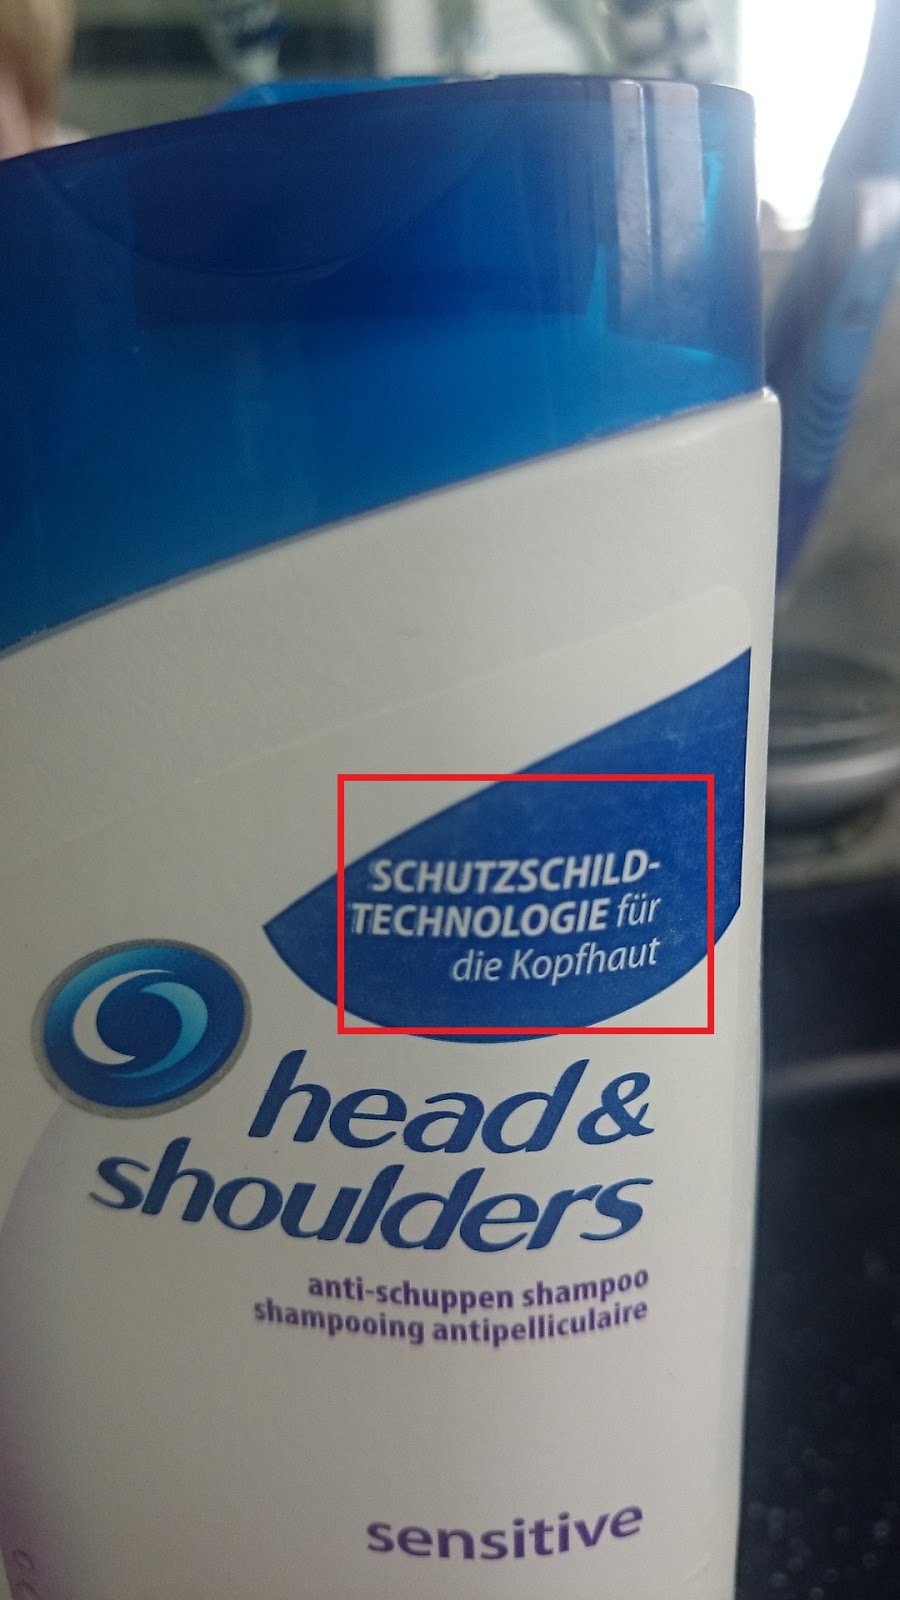 SCHUTZSCHILD-
TECHNOLOGIE für
die Kopfhaut
head &
shoulders
anti-schuppen shampoo
shampooing antipelliculaire
sensitive